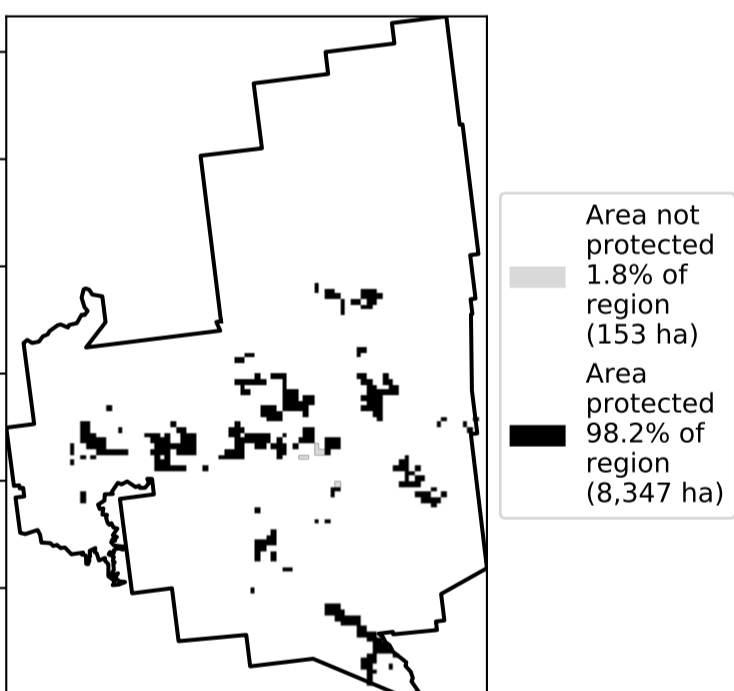 Area not
protected
1.8% of
region
(153 ha)
Area
protected
98.2% of
region
(8,347 ha)